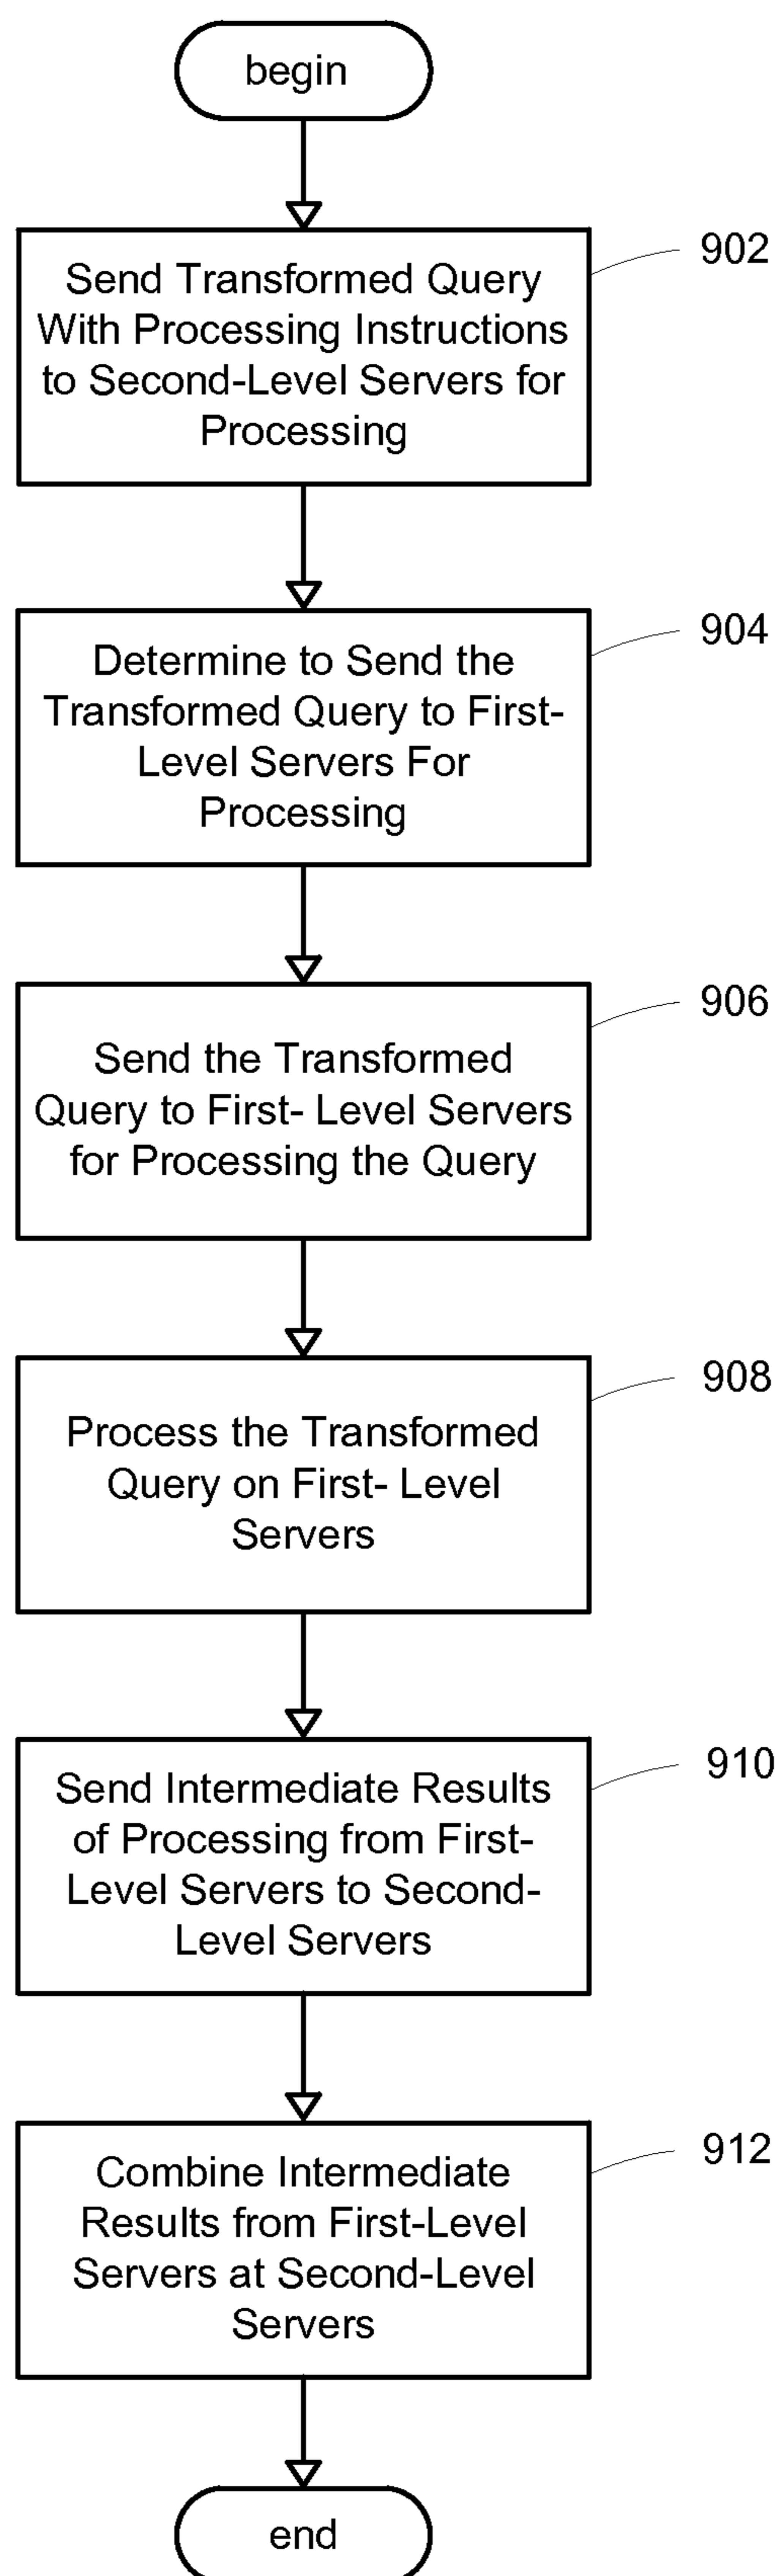 begin
Send Transformed Query
With Processing Instructions
to Second-Level Servers for
Processing
902
Determine to Send the
Transformed Query to First-
Level Servers For
Processing
904
Send the Transformed
Query to First- Level Servers
for Processing the Query
906
Process the Transformed
Query on First- Level
Servers
908
Send Intermediate Results
of Processing from First-
Level Servers to Second-
Level Servers
910
Combine Intermediate
Results from First-Level
Servers at Second-Level
Servers
912
end